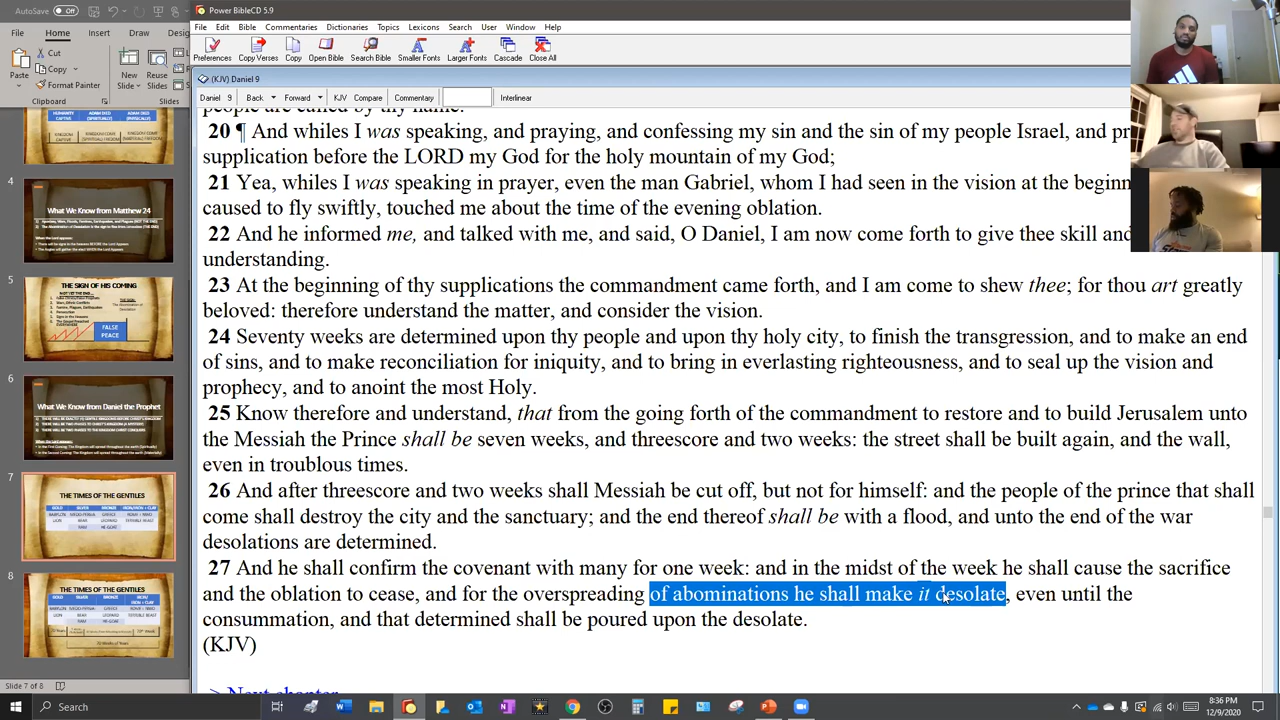 AutoSave Off
Power BibleCD 5.9
File Home Insert Draw
File Edit Bible Commentaries Dictionaries Topics Lexicons Search User Window Help
Paste Cut Copy Format Painter
New Slide Reuse Slides
Clipboard Slides
Preferences Copy Verses Copy Open Bible Search Bible Smaller Fonts Larger Fonts Cascade Close All
(KJV) Daniel 9
Daniel 9 Back Forward KJV Compare Commentary Interlinear
people are called by thy name.
20 ¶ And whiles I was speaking, and praying, and confessing my sin and the sin of my people Israel, and pr
supplication before the LORD my God for the holy mountain of my God;
21 Yea, whiles I was speaking in prayer, even the man Gabriel, whom I had seen in the vision at the beginn
caused to fly swiftly, touched me about the time of the evening oblation.
22 And he informed me, and talked with me, and said, O Daniel, I am now come forth to give thee skill and
understanding.
23 At the beginning of thy supplications the commandment came forth, and I am come to shew thee; for thou art greatly
beloved: therefore understand the matter, and consider the vision.
24 Seventy weeks are determined upon thy people and upon thy holy city, to finish the transgression, and to make an end
of sins, and to make reconciliation for iniquity, and to bring in everlasting righteousness, and to seal up the vision and
prophecy, and to anoint the most Holy.
25 Know therefore and understand, that from the going forth of the commandment to restore and to build Jerusalem unto
the Messiah the Prince shall be seven weeks, and threescore and two weeks: the street shall be built again, and the wall,
even in troublous times.
26 And after threescore and two weeks shall Messiah be cut off, but not for himself: and the people of the prince that shall
come shall destroy the city and the sanctuary; and the end thereof shall be with a flood, and unto the end of the war
desolations are determined.
27 And he shall confirm the covenant with many for one week: and in the midst of the week he shall cause the sacrifice
and the oblation to cease, and for the overspreading of abominations he shall make it desolate, even until the
consummation, and that determined shall be poured upon the desolate.
(KJV)
> Next chapter
4
What We Know from Matthew 24
5
THE SIGN OF HIS COMING
FALSE PEACE
6
What We Know from Daniel the Prophet
7
THE TIMES OF THE GENTILES
8
THE TIMES OF THE GENTILES
Slide 7 of 8
Search
8:36 PM
12/9/2020